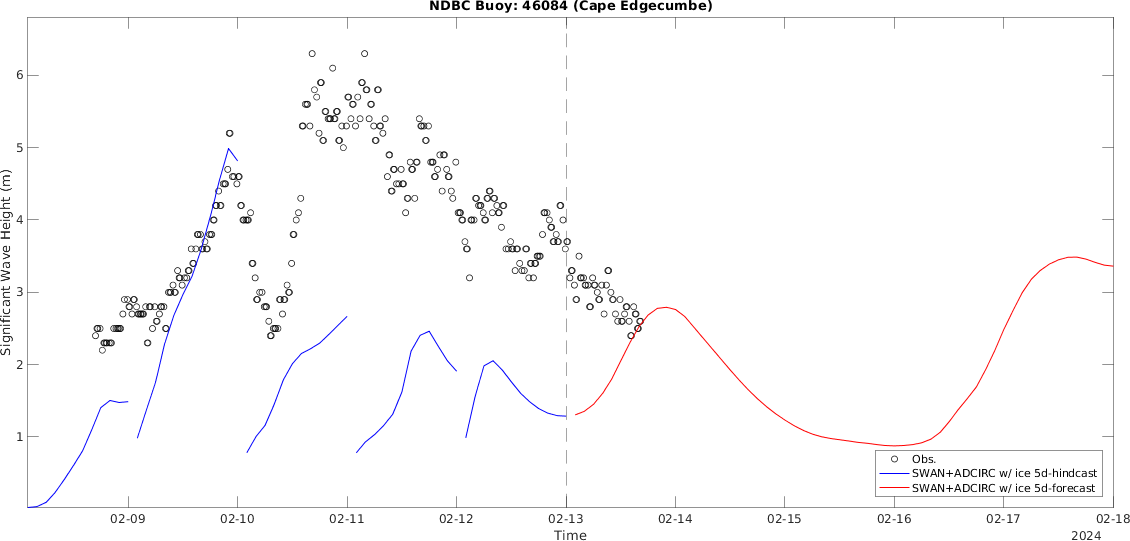 NDBC Buoy: 46084 (Cape Edgecumbe)
Significant Wave Height (m)
6
5
4
3
2
1
Obs.
SWAN+ADCIRC w/ ice 5d-hindcast
SWAN+ADCIRC w/ ice 5d-forecast
02-09 02-10 02-11 02-12 02-13 02-14 02-15 02-16 02-17 02-18
Time
2024